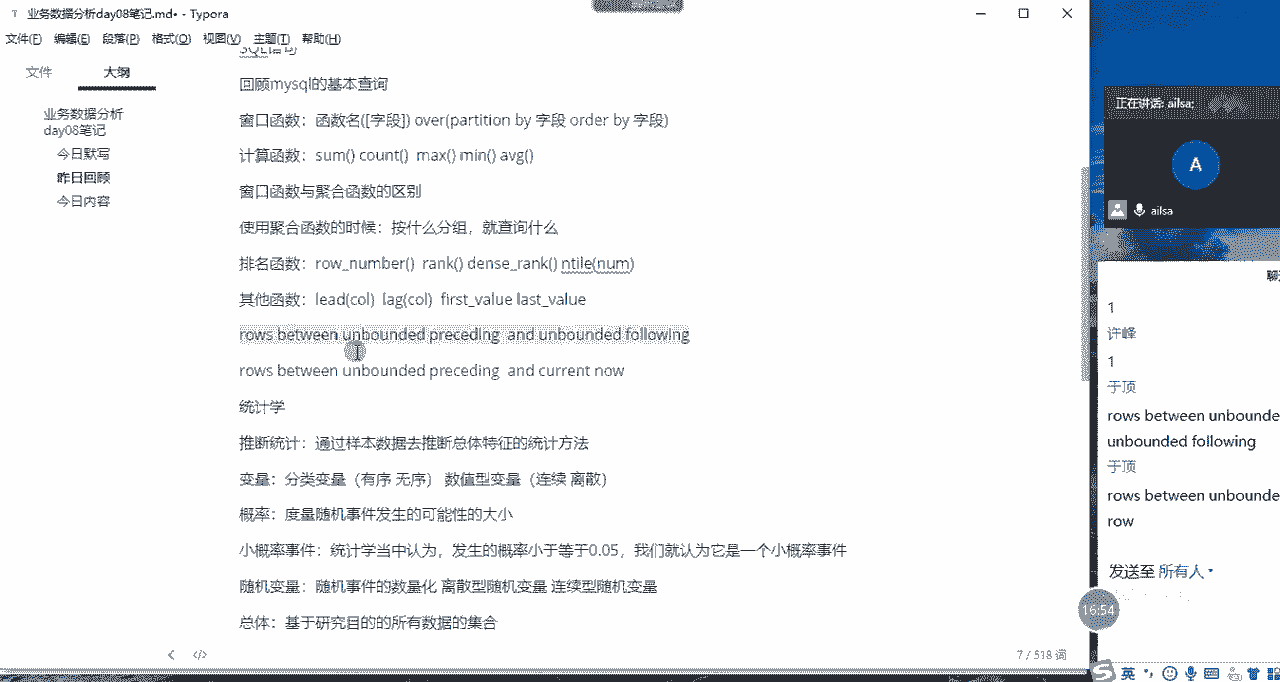 业务数据分析day08笔记.md• - Typora
文件(F) 编辑(E) 段落(P) 格式(O) 视图(V) 主题(T) 帮助(H)
文件 大纲
业务数据分析
day08笔记
今日默写
昨日回顾
今日内容
回顾mysql的基本查询
窗口函数：函数名([字段]) over(partition by 字段 order by 字段)
计算函数：sum() count() max() min() avg()
窗口函数与聚合函数的区别
使用聚合函数的时候：按什么分组，就查询什么
排名函数：row_number() rank() dense_rank() ntile(num)
其他函数：lead(col) lag(col) first_value last_value
rows between unbounded preceding and unbounded following
rows between unbounded preceding and current now
统计学
推断统计：通过样本数据去推断总体特征的统计方法
变量：分类变量（有序 无序） 数值型变量（连续 离散）
概率：度量随机事件发生的可能性的大小
小概率事件：统计学当中认为，发生的概率小于等于0.05，我们就认为它是一个小概率事件
随机变量：随机事件的数量化 离散型随机变量 连续型随机变量
总体：基于研究目的的所有数据的集合
7 / 518 词
正在讲话: ailsa;
A
ailsa
1
许峰
1
于顶
rows between unbounde
unbounded following
于顶
rows between unbounde
row
发送至 所有人
16:54
英